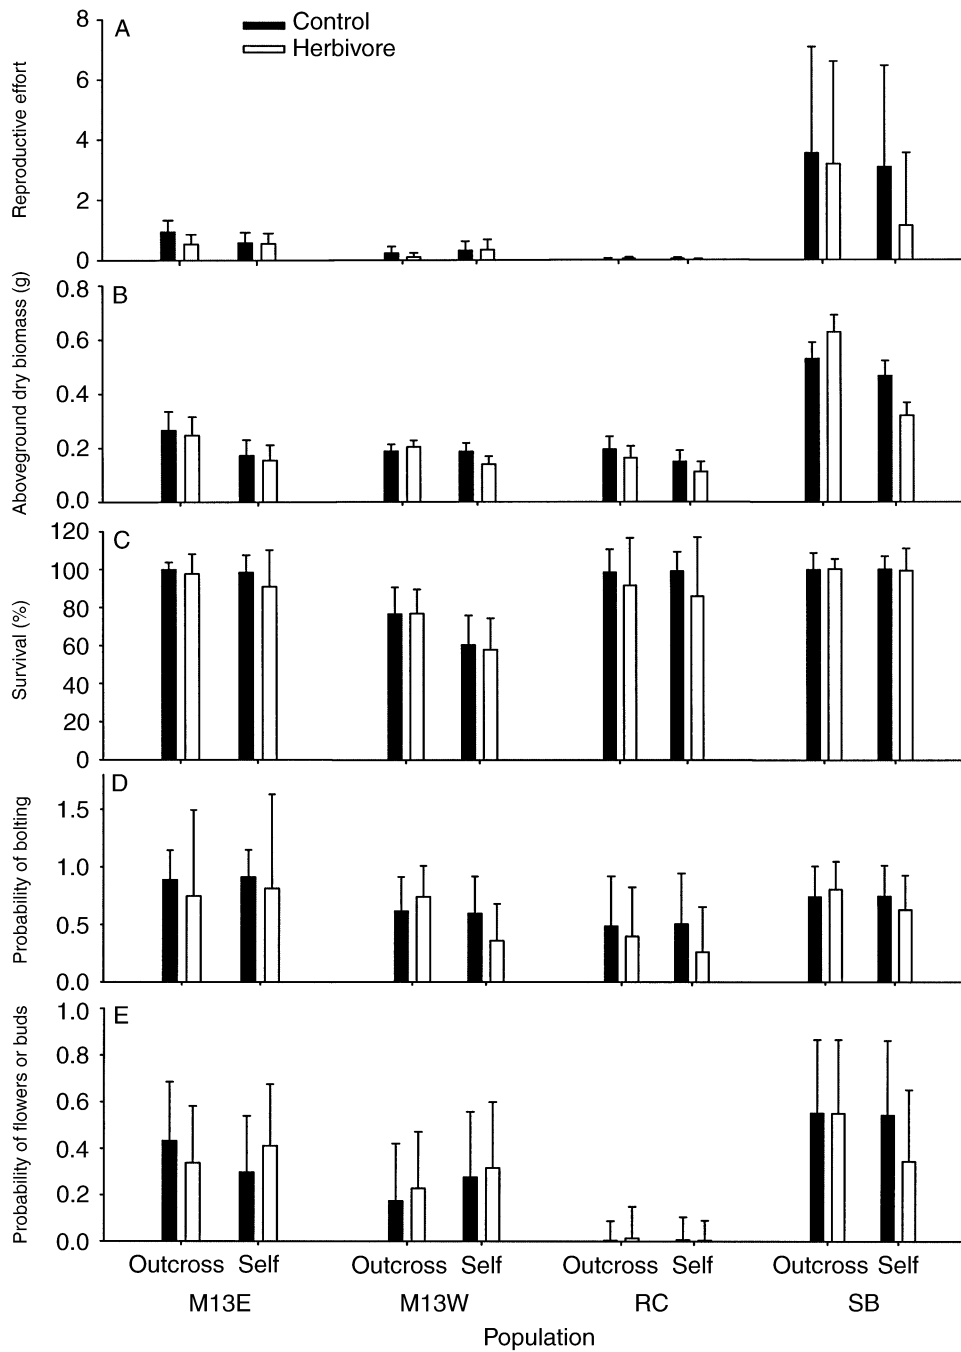 A
Control
Herbivore
8
6
4
2
0
Reproductive effort
B
0.8
0.6
0.4
0.2
0.0
Aboveground dry biomass (g)
C
120
100
80
60
40
20
0
Survival (%)
D
1.5
1.0
0.5
0.0
Probability of bolting
E
1.0
0.8
0.6
0.4
0.2
0.0
Probability of flowers or buds
Outcross Self Outcross Self Outcross Self Outcross Self
M13E M13W RC SB
Population